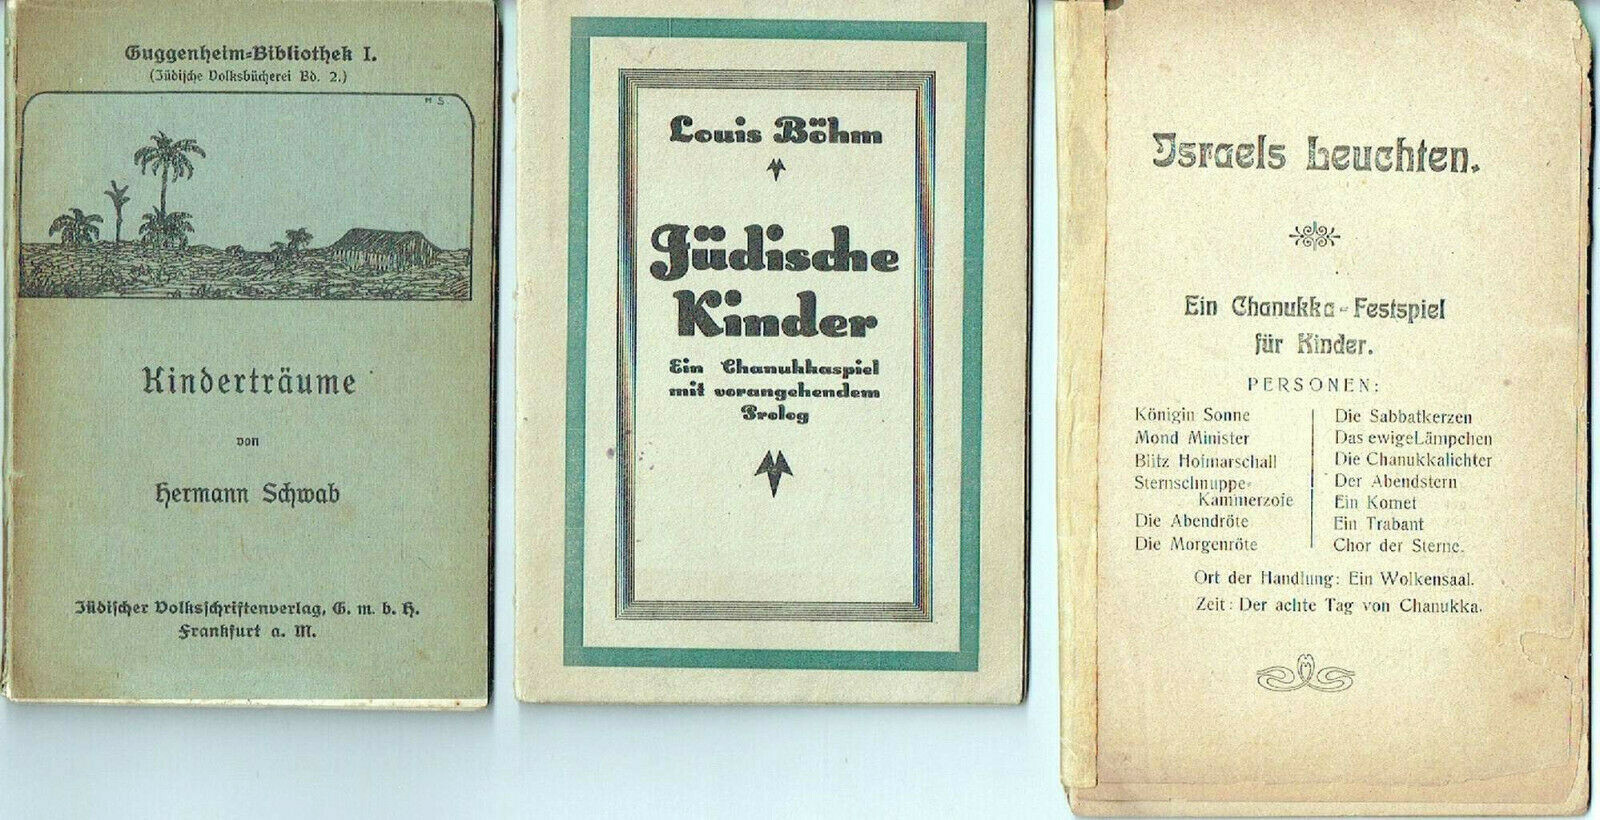 Guggenheim-Bibliothek I.
(Jüdische Volksbücherei Bd. 2.)
M S.
Kinderträume
von
Hermann Schwab
Jüdischer Volksschriftenverlag, G. m. b. H.
Frankfurt a. M.
Louis Böhm
Jüdische
Kinder
Ein Chanukkaspiel
mit vorangehendem
Prolog
Israels Leuchten.
Ein Chanukka-Festspiel
für Kinder.
PERSONEN:
Königin Sonne
Mond Minister
Blitz Hofmarschall
Sternschnuppe-
Kammerzofe
Die Abendröte
Die Morgenröte
Die Sabbatkerzen
Das ewige Lämpchen
Die Chanukkalichter
Der Abendstern
Ein Komet
Ein Trabant
Chor der Sterne.
Ort der Handlung: Ein Wolkensaal.
Zeit: Der achte Tag von Chanukka.